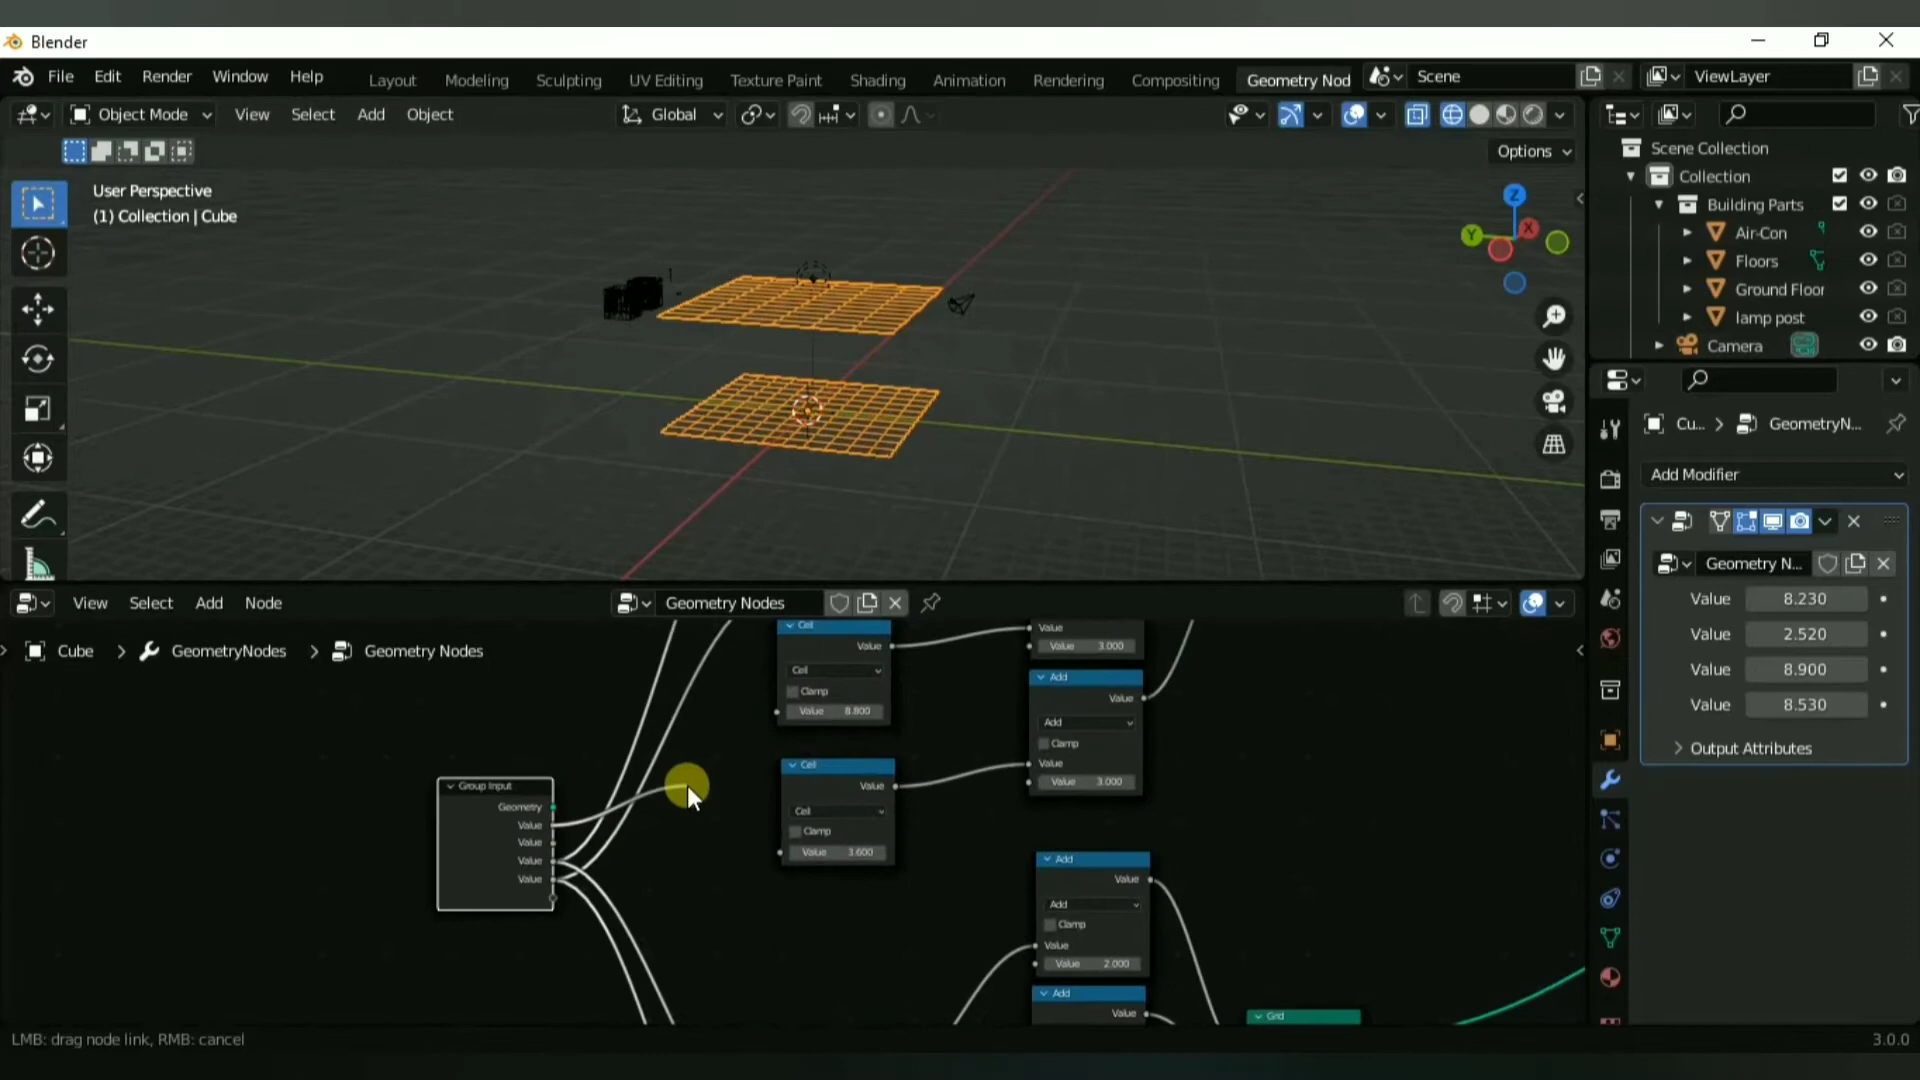 Blender
File Edit Render Window Help
Layout Modeling Sculpting UV Editing Texture Paint Shading Animation Rendering Compositing Geometry Nod
Scene
ViewLayer
Object Mode View Select Add Object
Global
Options
User Perspective
(1) Collection | Cube
Z
Y
X
Scene Collection
Collection
Building Parts
Air-Con
Floors
Ground Floor
lamp post
Camera
Cu... > GeometryN...
Add Modifier
Geometry N...
Value 8.230
Value 2.520
Value 8.900
Value 8.530
Output Attributes
View Select Add Node
Geometry Nodes
Cube > GeometryNodes > Geometry Nodes
Ceil
Value
Ceil
Clamp
Value 8.800
Ceil
Value
Ceil
Clamp
Value 3.600
Value
Value 3.000
Add
Value
Add
Clamp
Value
Value 3.000
Group Input
Geometry
Value
Value
Value
Value
Add
Value
Add
Clamp
Value
Value 2.000
Add
Value
Grid
LMB: drag node link, RMB: cancel
3.0.0